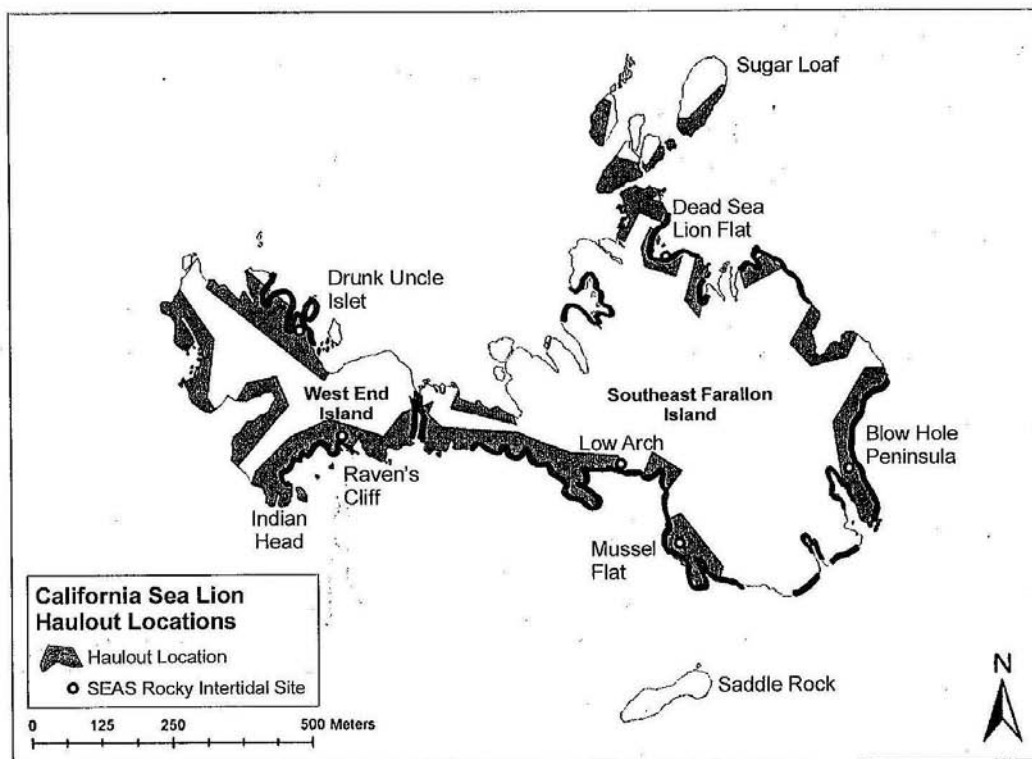 Sugar Loaf
Dead Sea
Lion Flat
Drunk Uncle
Islet
West End
Island
Southeast Farallon
Island
Low Arch
Blow Hole
Peninsula
Raven's
Cliff
Indian
Head
Mussel
Flat
California Sea Lion
Haulout Locations
Haulout Location
SEAS Rocky Intertidal Site
0 125 250 500 Meters
Saddle Rock
N